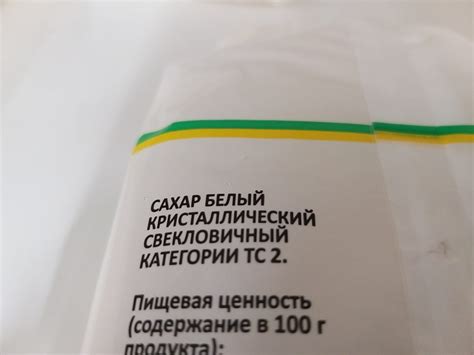 САХАР БЕЛЫЙ
КРИСТАЛЛИЧЕСКИЙ
СВЕКЛОВИЧНЫЙ
КАТЕГОРИИ ТС 2.
Пищевая ценность
(содержание в 100 г
продукта):